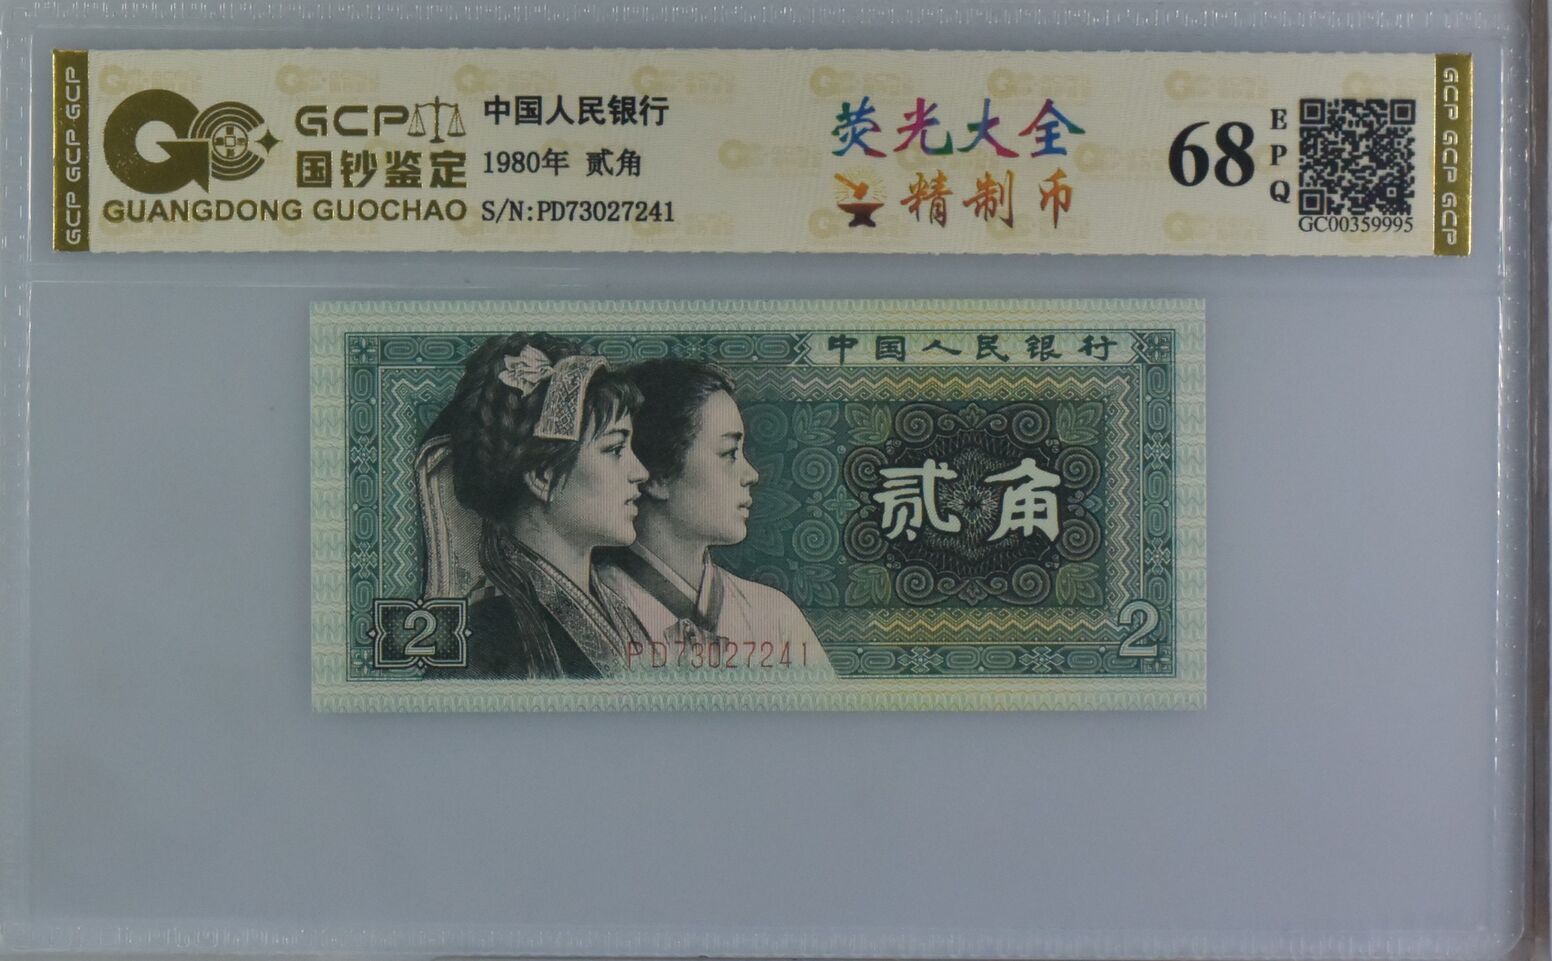 GCP GCP GCP
GCP
国钞鉴定
GUANGDONG GUOCHAO
中国人民银行
1980年 贰角
S/N:PD73027241
荧光大全
精制币
68
EPQ
GC00359995
GCP GCP GCP
中国人民银行
贰角
2
2
PD73027241